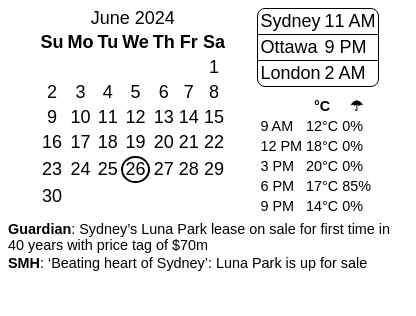 June 2024
Su Mo Tu We Th Fr Sa
1
2 3 4 5 6 7 8
9 10 11 12 13 14 15
16 17 18 19 20 21 22
23 24 25 26 27 28 29
30
Sydney 11 AM
Ottawa 9 PM
London 2 AM
°C ☂
9 AM 12°C 0%
12 PM 18°C 0%
3 PM 20°C 0%
6 PM 17°C 85%
9 PM 14°C 0%
Guardian: Sydney’s Luna Park lease on sale for first time in
40 years with price tag of $70m
SMH: ‘Beating heart of Sydney’: Luna Park is up for sale